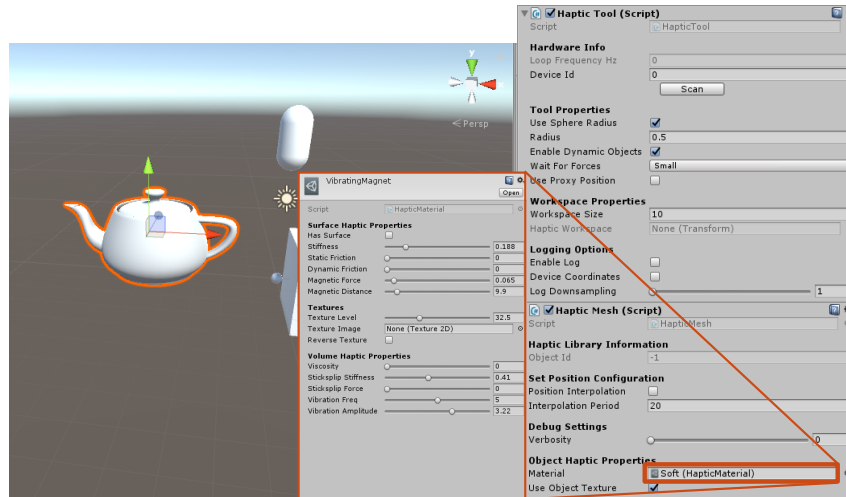 Haptic Tool (Script)
Script HapticTool
Hardware Info
Loop Frequency Hz 0
Device Id 0
Scan
Tool Properties
Use Sphere Radius
Radius 0.5
Enable Dynamic Objects
Wait For Forces Small
Use Proxy Position
Workspace Properties
Workspace Size 10
Haptic Workspace None (Transform)
Logging Options
Enable Log
Device Coordinates
Log Downsampling 1
Haptic Mesh (Script)
Script HapticMesh
Haptic Library Information
Object Id -1
Set Position Configuration
Position Interpolation
Interpolation Period 20
Debug Settings
Verbosity 0
Object Haptic Properties
Material Soft (HapticMaterial)
Use Object Texture
y
x
Persp
VibratingMagnet
Open
Script HapticMaterial
Surface Haptic Properties
Has Surface
Stiffness 0.188
Static Friction 0
Dynamic Friction 0
Magnetic Force 0.065
Magnetic Distance 9.9
Textures
Texture Level 32.5
Texture Image None (Texture 2D)
Reverse Texture
Volume Haptic Properties
Viscosity 0
Sticksplip Stiffness 0.41
Sticksplip Force 0
Vibration Freq 5
Vibration Amplitude 3.22